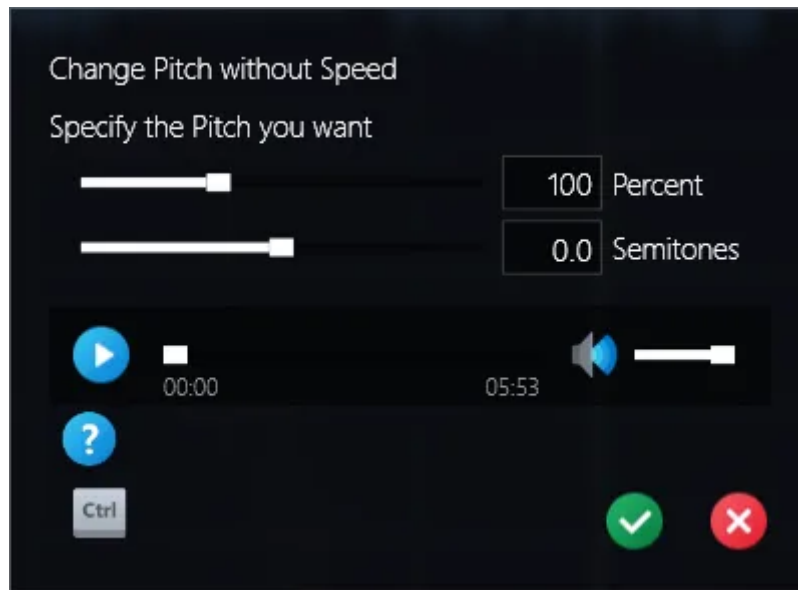 Change Pitch without Speed
Specify the Pitch you want
100 Percent
0.0 Semitones
00:00 05:53
?
Ctrl